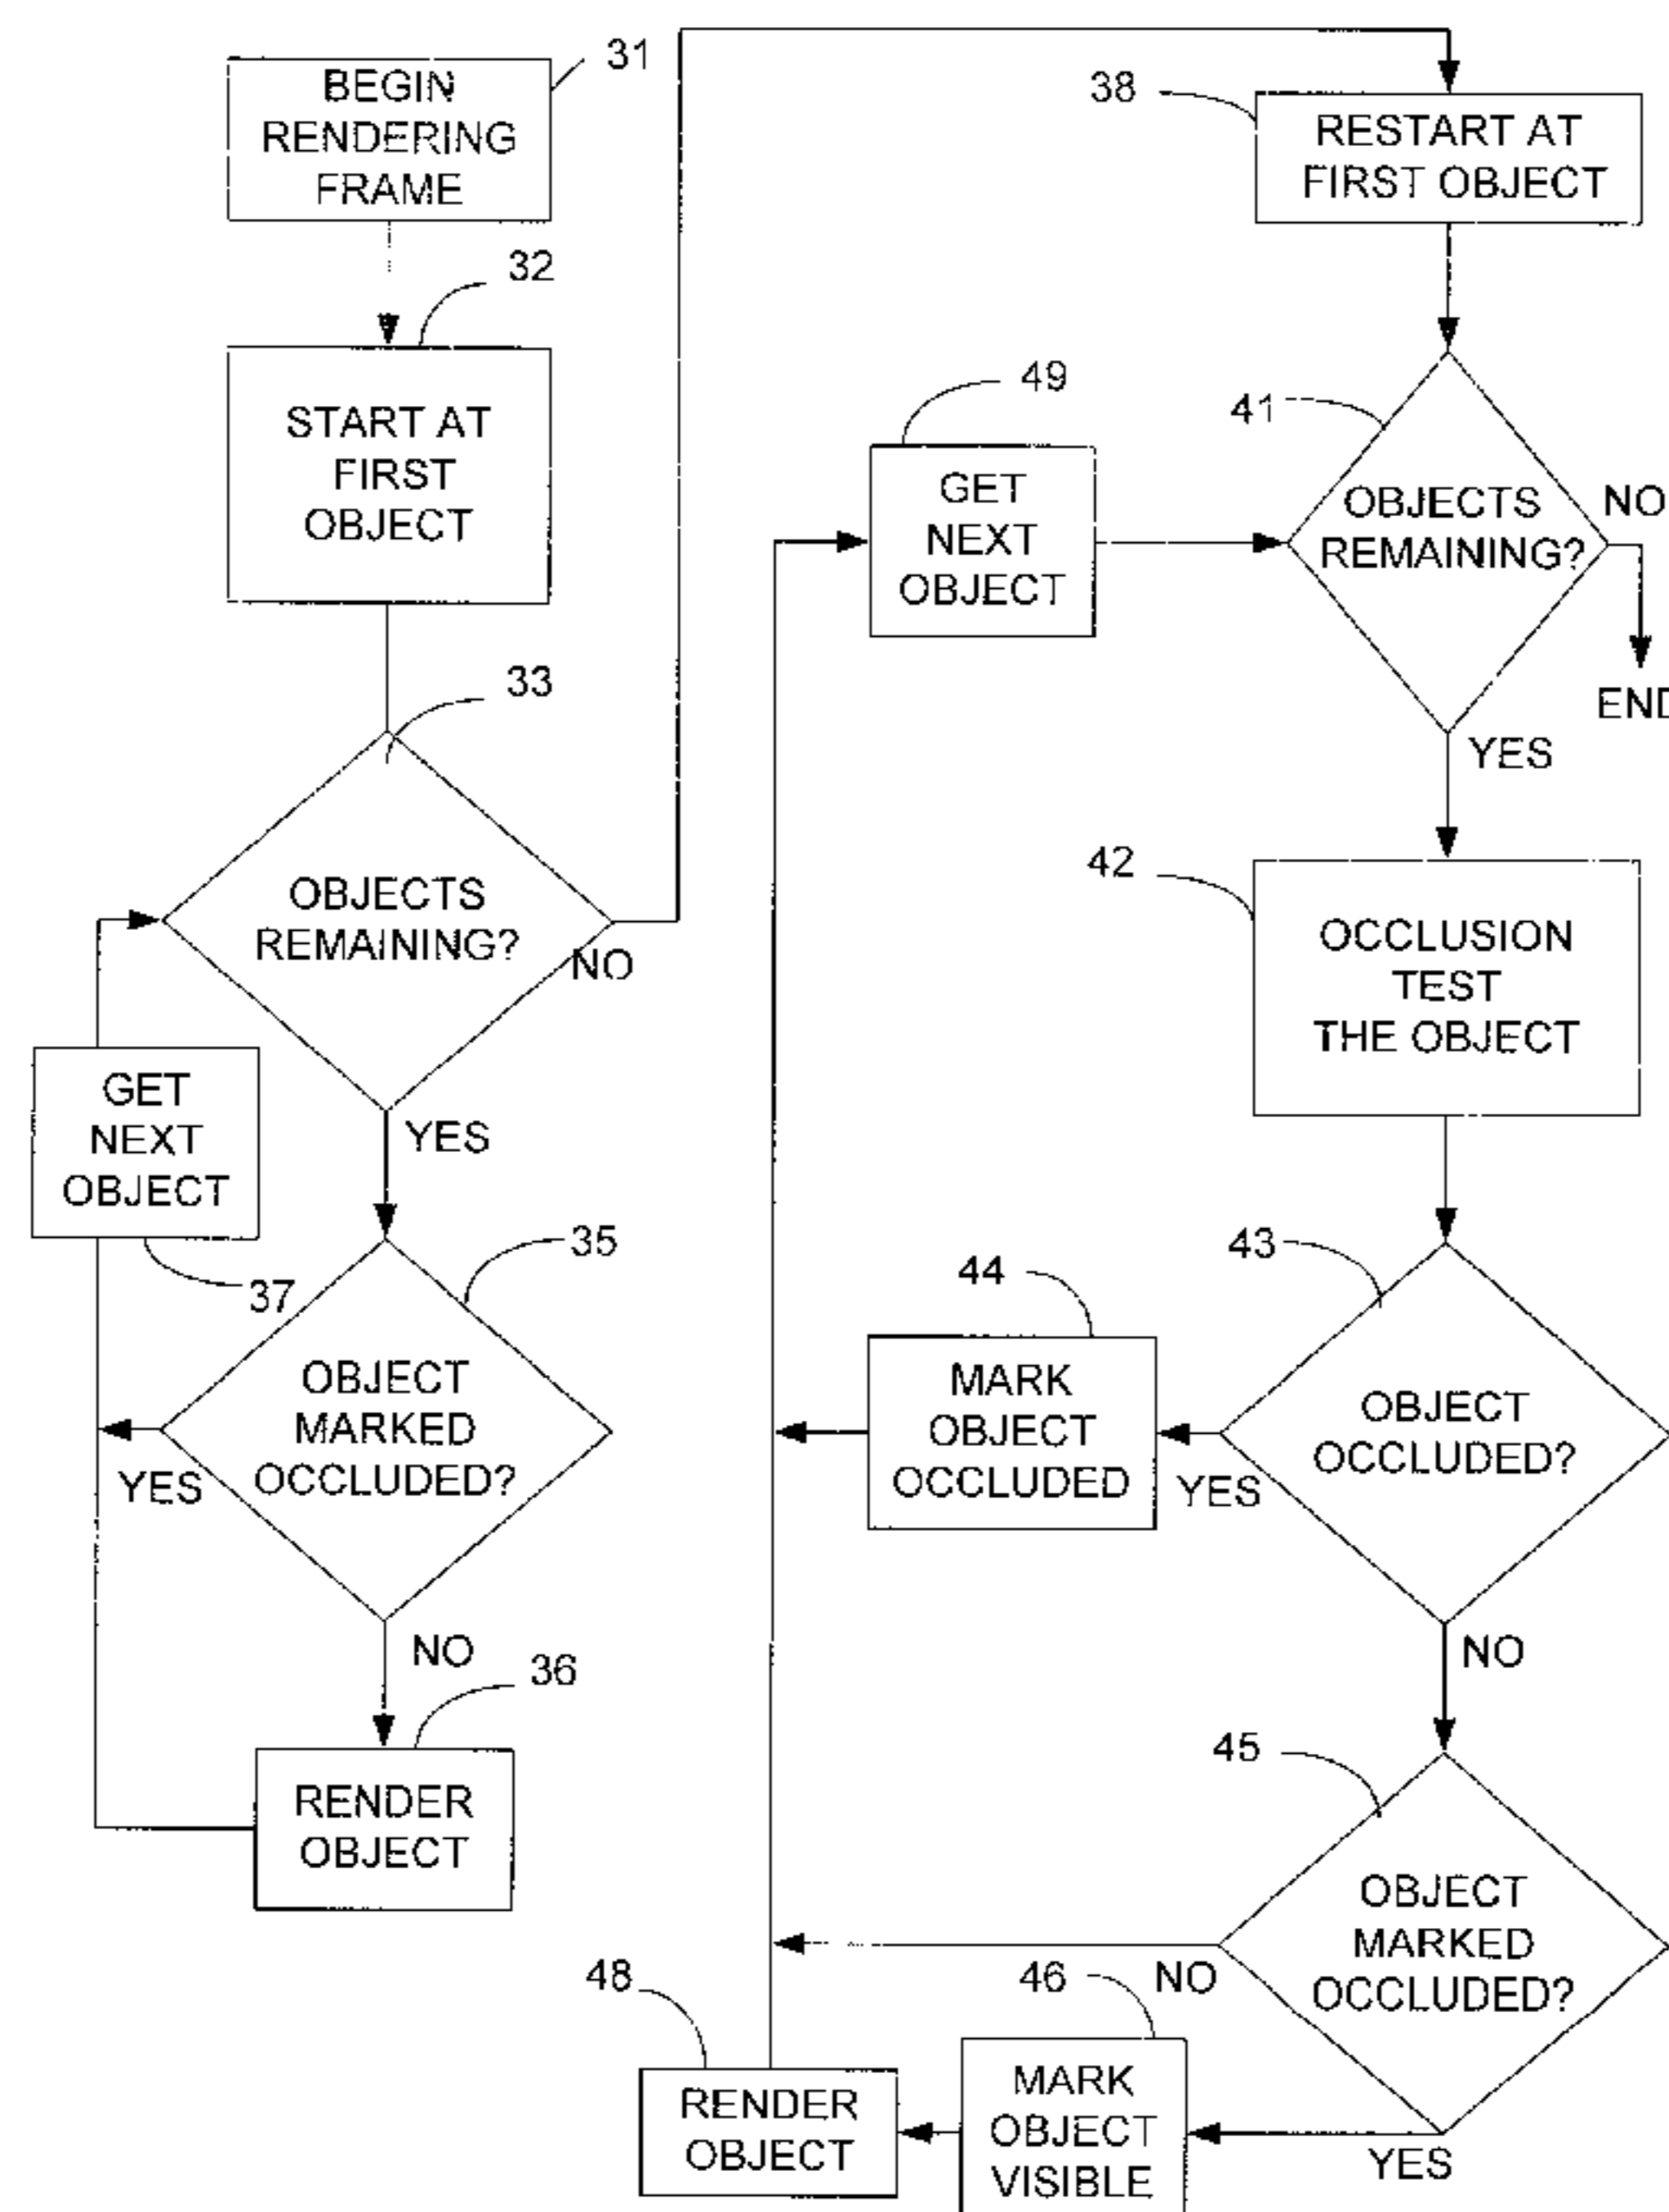 31
BEGIN
RENDERING
FRAME
32
START AT
FIRST
OBJECT
33
OBJECTS
REMAINING?
NO
YES
GET
NEXT
OBJECT
37
35
OBJECT
MARKED
OCCLUDED?
YES
NO
36
RENDER
OBJECT
38
RESTART AT
FIRST OBJECT
49
GET
NEXT
OBJECT
41
OBJECTS
REMAINING?
NO
END
YES
42
OCCLUSION
TEST
THE OBJECT
43
OBJECT
OCCLUDED?
YES
44
MARK
OBJECT
OCCLUDED
NO
45
OBJECT
MARKED
OCCLUDED?
NO
YES
46
MARK
OBJECT
VISIBLE
48
RENDER
OBJECT